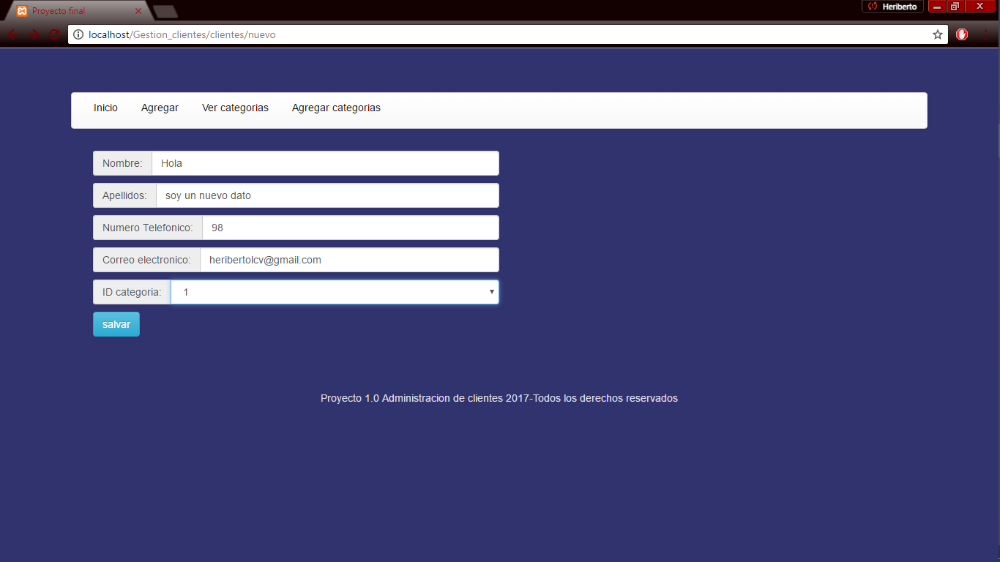 Proyecto final
Heriberto
localhost/Gestion_clientes/clientes/nuevo
Inicio Agregar Ver categorias Agregar categorias
Nombre: Hola
Apellidos: soy un nuevo dato
Numero Telefonico: 98
Correo electronico: heribertolcv@gmail.com
ID categoria: 1
salvar
Proyecto 1.0 Administracion de clientes 2017-Todos los derechos reservados